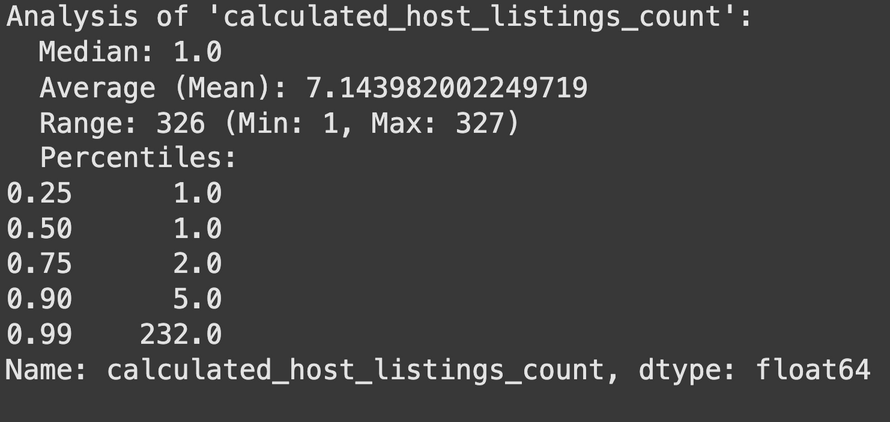 Analysis of 'calculated_host_listings_count':
  Median: 1.0
  Average (Mean): 7.143982002249719
  Range: 326 (Min: 1, Max: 327)
  Percentiles:
0.25      1.0
0.50      1.0
0.75      2.0
0.90      5.0
0.99    232.0
Name: calculated_host_listings_count, dtype: float64